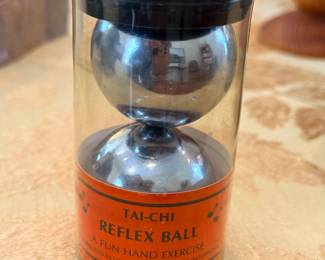 TAI-CHI
REFLEX BALL
A FUN HAND EXERCISE